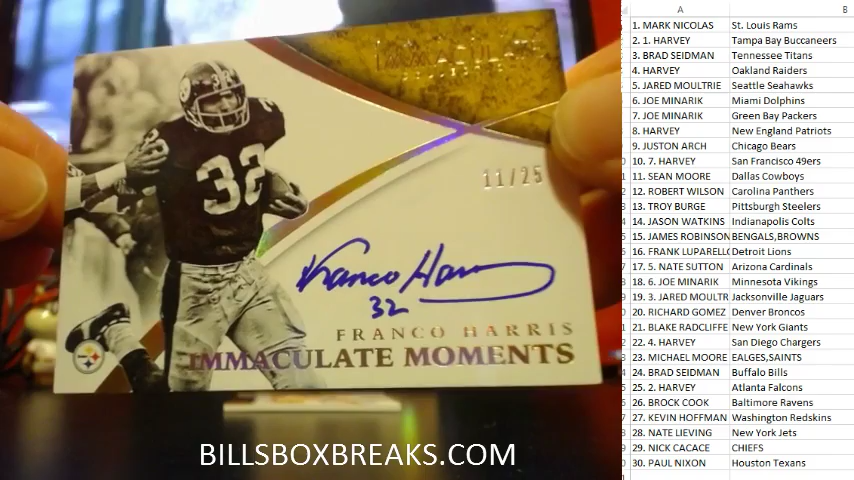 IMMACULATE
32
32
11/25
Franco Harris
32
FRANCO HARRIS
IMMACULATE MOMENTS
BILLSBOXBREAKS.COM
A B
1. MARK NICOLAS St. Louis Rams
2. 1. HARVEY Tampa Bay Buccaneers
3. BRAD SEIDMAN Tennessee Titans
4. HARVEY Oakland Raiders
5. JARED MOULTRIE Seattle Seahawks
6. JOE MINARIK Miami Dolphins
7. JOE MINARIK Green Bay Packers
8. HARVEY New England Patriots
9. JUSTON ARCH Chicago Bears
10. 7. HARVEY San Francisco 49ers
11. SEAN MOORE Dallas Cowboys
12. ROBERT WILSON Carolina Panthers
13. TROY BURGE Pittsburgh Steelers
14. JASON WATKINS Indianapolis Colts
15. JAMES ROBINSON BENGALS,BROWNS
16. FRANK LUPARELLO Detroit Lions
17. 5. NATE SUTTON Arizona Cardinals
18. 6. JOE MINARIK Minnesota Vikings
19. 3. JARED MOULTR Jacksonville Jaguars
20. RICHARD GOMEZ Denver Broncos
21. BLAKE RADCLIFFE New York Giants
22. 4. HARVEY San Diego Chargers
23. MICHAEL MOORE EALGES,SAINTS
24. BRAD SEIDMAN Buffalo Bills
25. 2. HARVEY Atlanta Falcons
26. BROCK COOK Baltimore Ravens
27. KEVIN HOFFMAN Washington Redskins
28. NATE LIEVING New York Jets
29. NICK CACACE CHIEFS
30. PAUL NIXON Houston Texans